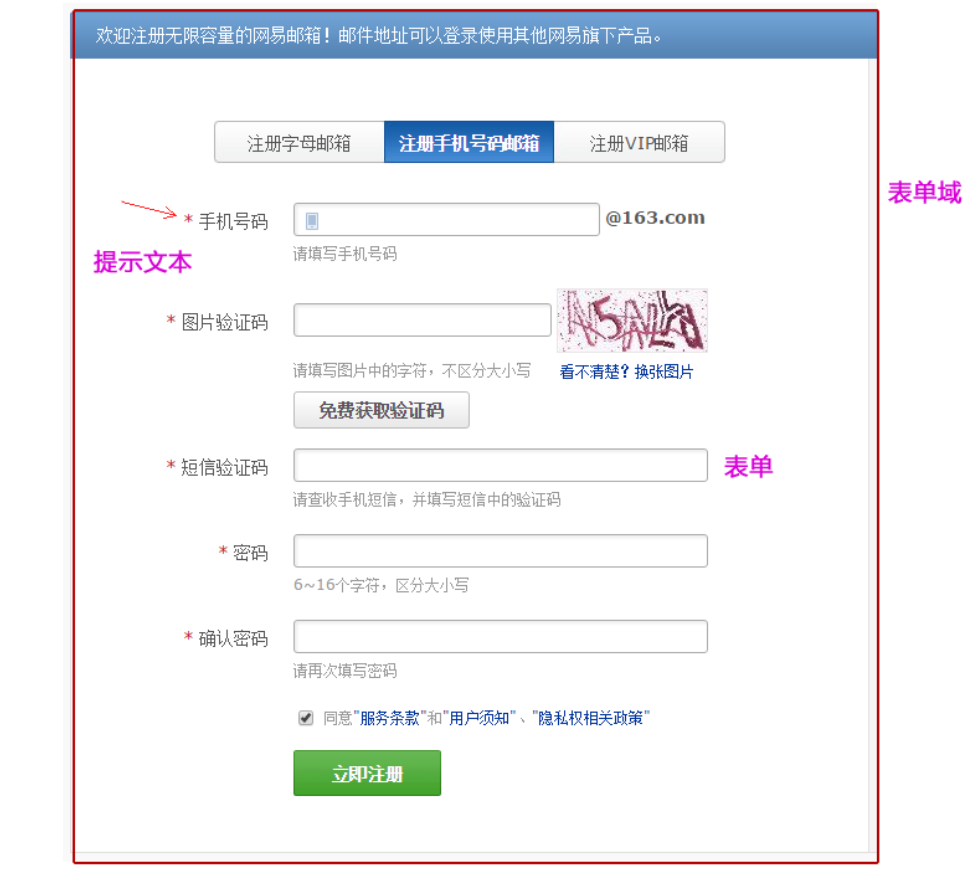 欢迎注册无限容量的网易邮箱！邮件地址可以登录使用其他网易旗下产品。
注册字母邮箱 注册手机号码邮箱 注册VIP邮箱
表单域
* 手机号码 @163.com
请填写手机号码
提示文本
* 图片验证码
请填写图片中的字符，不区分大小写 看不清楚？换张图片
免费获取验证码
* 短信验证码 表单
请查收手机短信，并填写短信中的验证码
* 密码
6~16个字符，区分大小写
* 确认密码
请再次填写密码
同意"服务条款"和"用户须知"、"隐私权相关政策"
立即注册